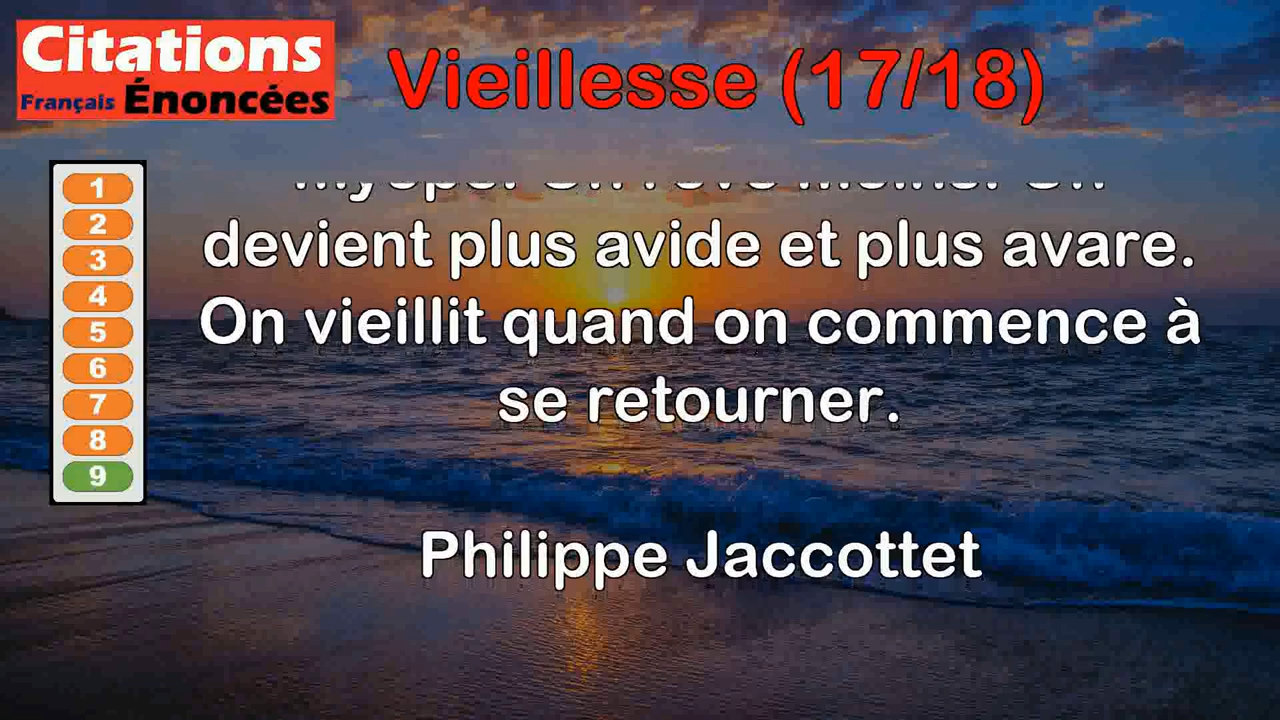 Citations
Français Énoncées
Vieillesse (17/18)
1
2
3
4
5
6
7
8
9
devient plus avide et plus avare.
On vieillit quand on commence à
se retourner.
Philippe Jaccottet